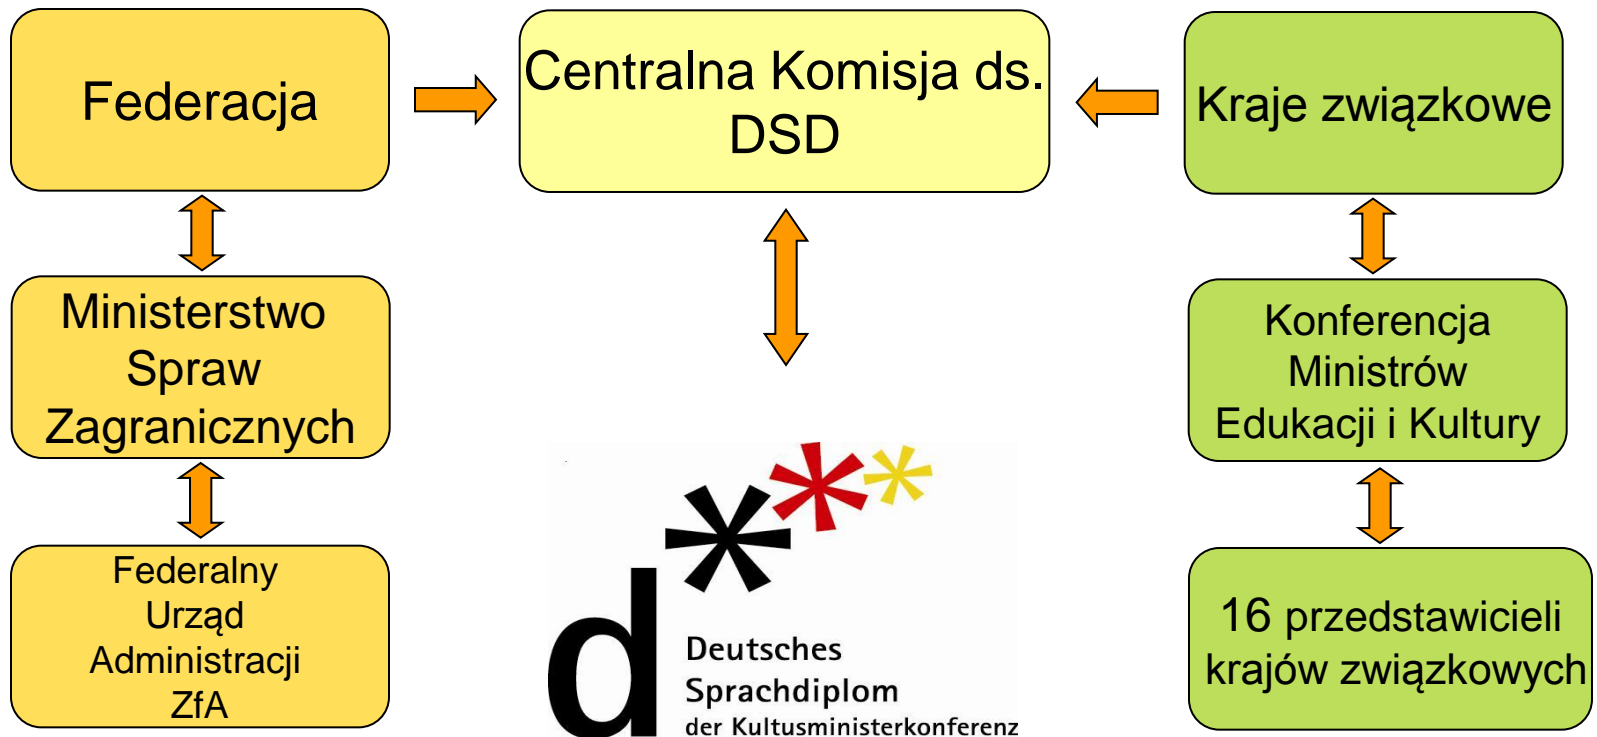 Federacja
Centralna Komisja ds.
DSD
Kraje związkowe
Ministerstwo
Spraw
Zagranicznych
Konferencja
Ministrów
Edukacji i Kultury
Federalny
Urząd
Administracji
ZfA
d
Deutsches
Sprachdiplom
der Kultusministerkonferenz
16 przedstawicieli
krajów związkowych